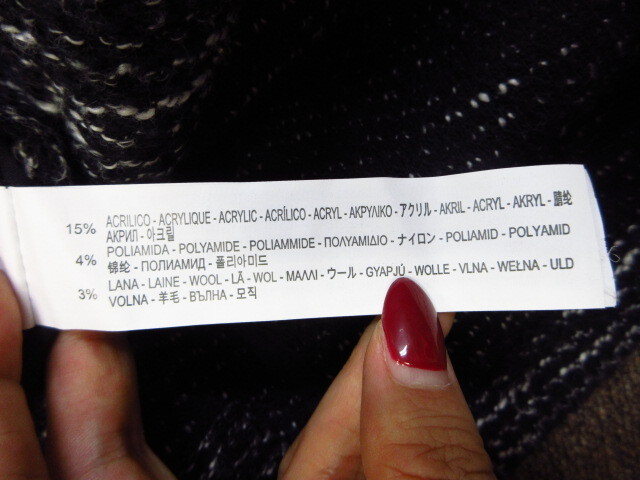 15% ACRILICO - ACRYLIQUE - ACRYLIC - ACRÍLICO - ACRYL - ΑΚΡΥΛΙΚΟ - アクリル - AKRIL - ACRYL - AKRYL -
АКРИЛ - 아크릴
4% POLIAMIDA - POLYAMIDE - POLIAMMIDE - ΠΟΛΥΑΜΙΔΙΟ - ナイロン - POLIAMID - POLYAMID
锦纶 - ПОЛИАМИД - 폴리아미드
3% LANA - LAINE - WOOL - LÃ - WOL - ΜΑΛΛΙ - ウール - GYAPJÚ - WOLLE - VLNA - WEŁNA - ULD
VOLNA - 羊毛 - ВЪЛНА - 모직